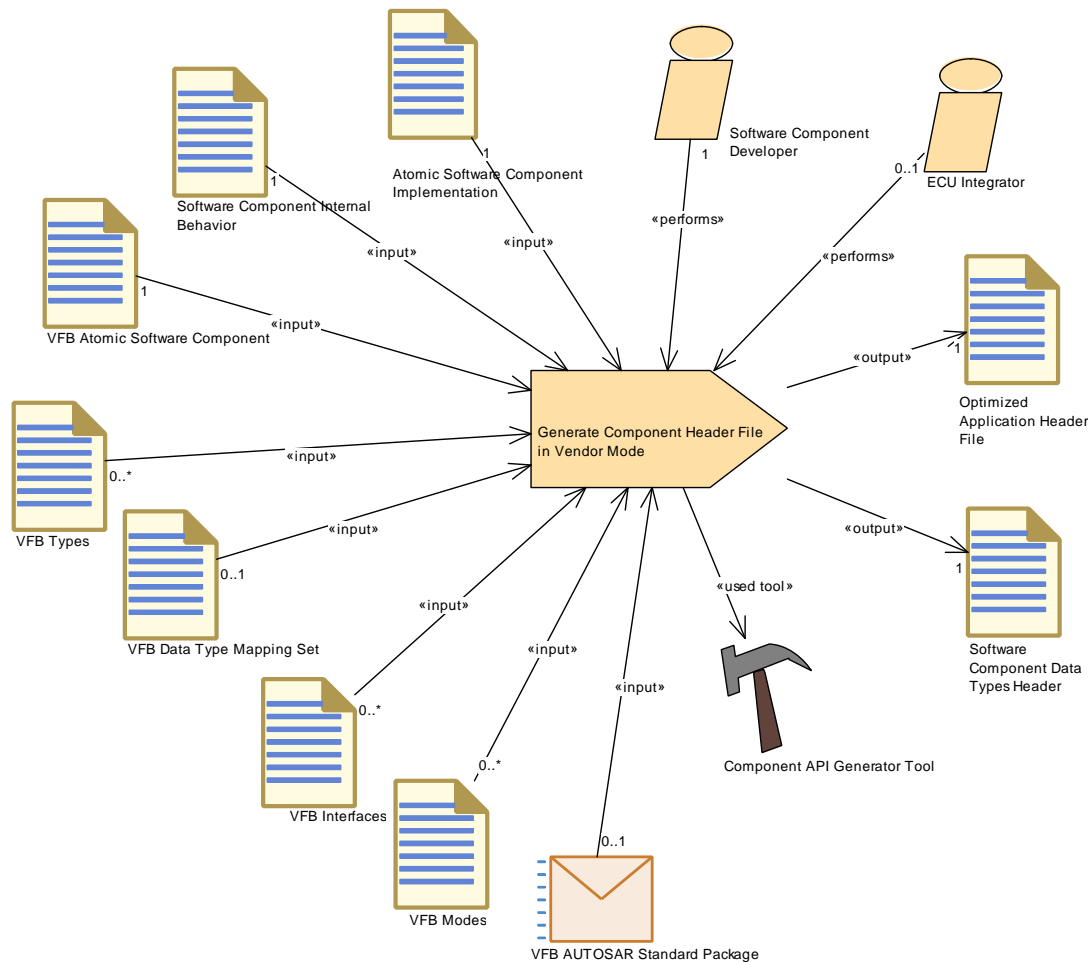 1
Atomic Software Component
Implementation
1
Software Component Internal
Behavior
1
Software Component
Developer
0..1
ECU Integrator
«performs»
«performs»
«input»
«input»
1
VFB Atomic Software Component
«input»
«output»
1
Optimized
Application Header
File
Generate Component Header File
in Vendor Mode
0..*
VFB Types
«input»
0..1
VFB Data Type Mapping Set
«input»
«output»
1
Software
Component Data
Types Header
«used tool»
«input»
0..*
VFB Interfaces
«input»
0..*
VFB Modes
«input»
0..1
VFB AUTOSAR Standard Package
Component API Generator Tool